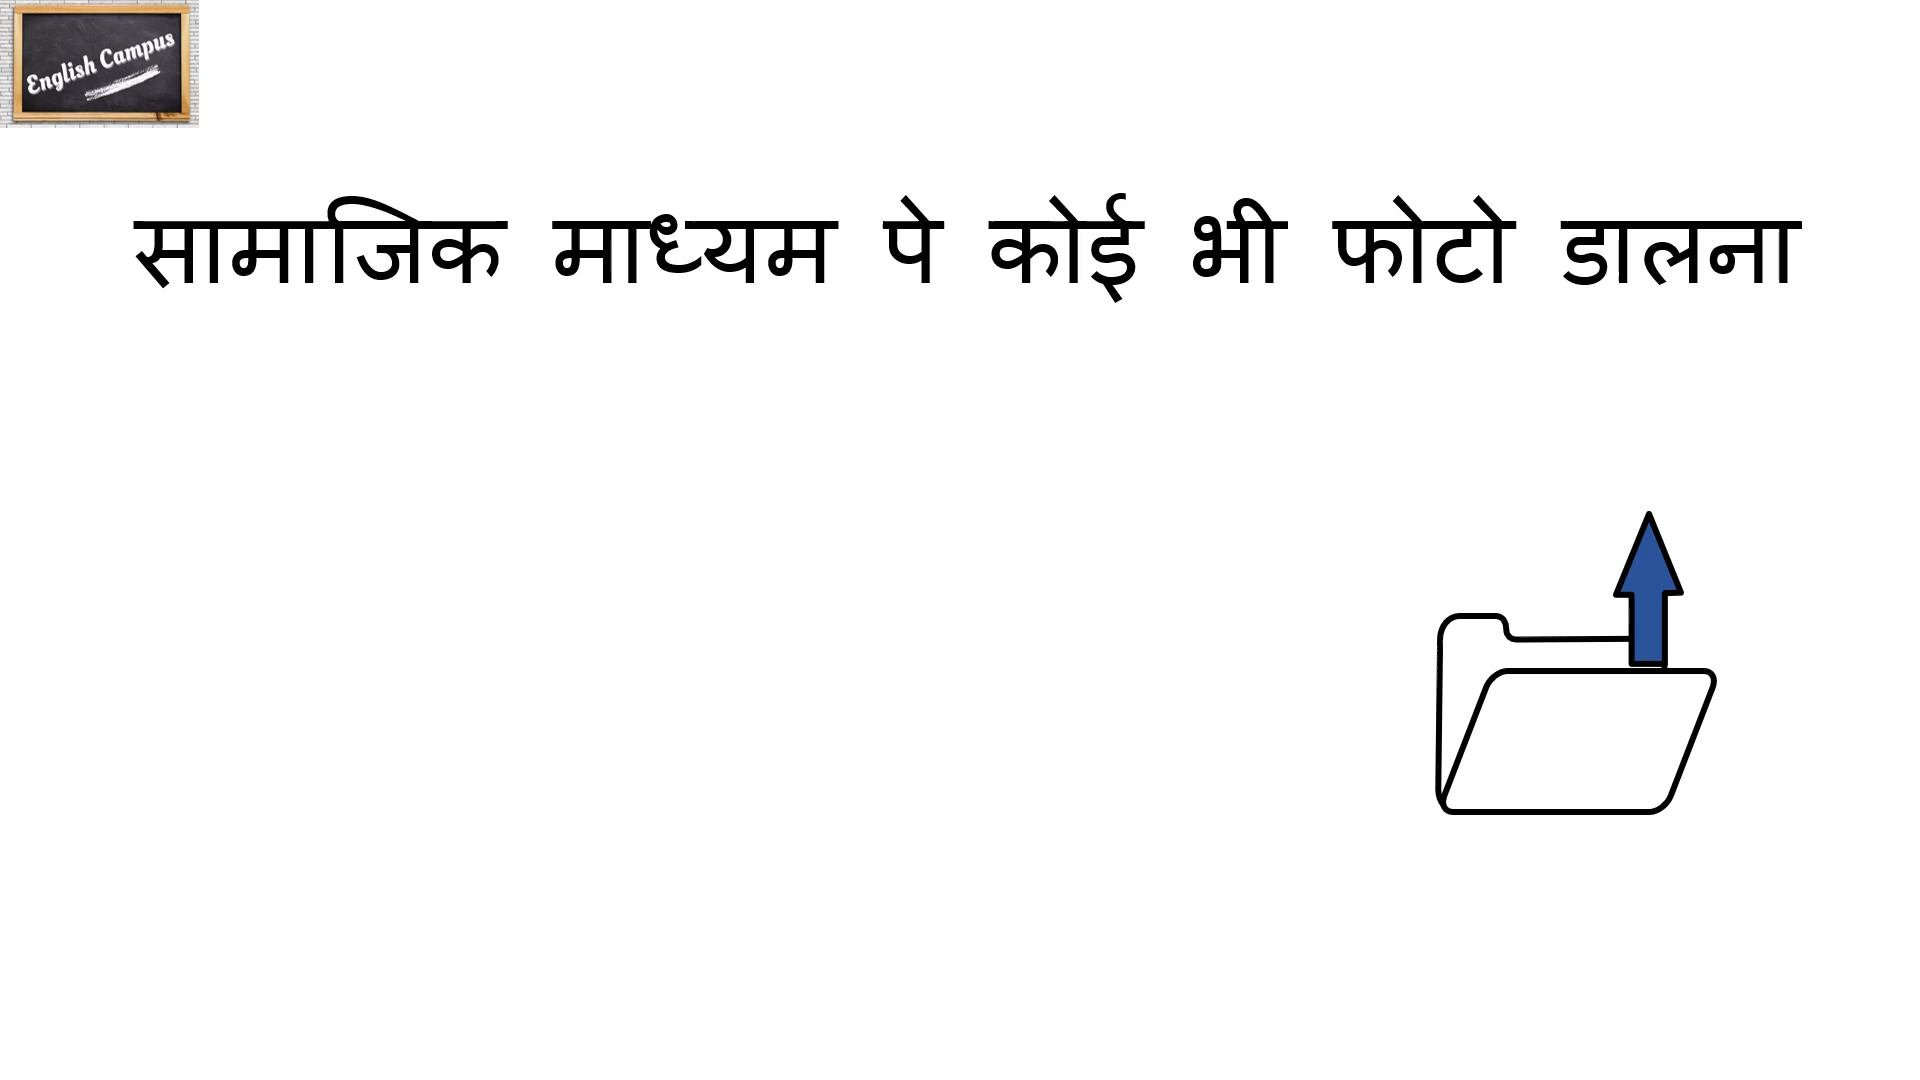 English Campus
सामाजिक माध्यम पे कोई भी फोटो डालना